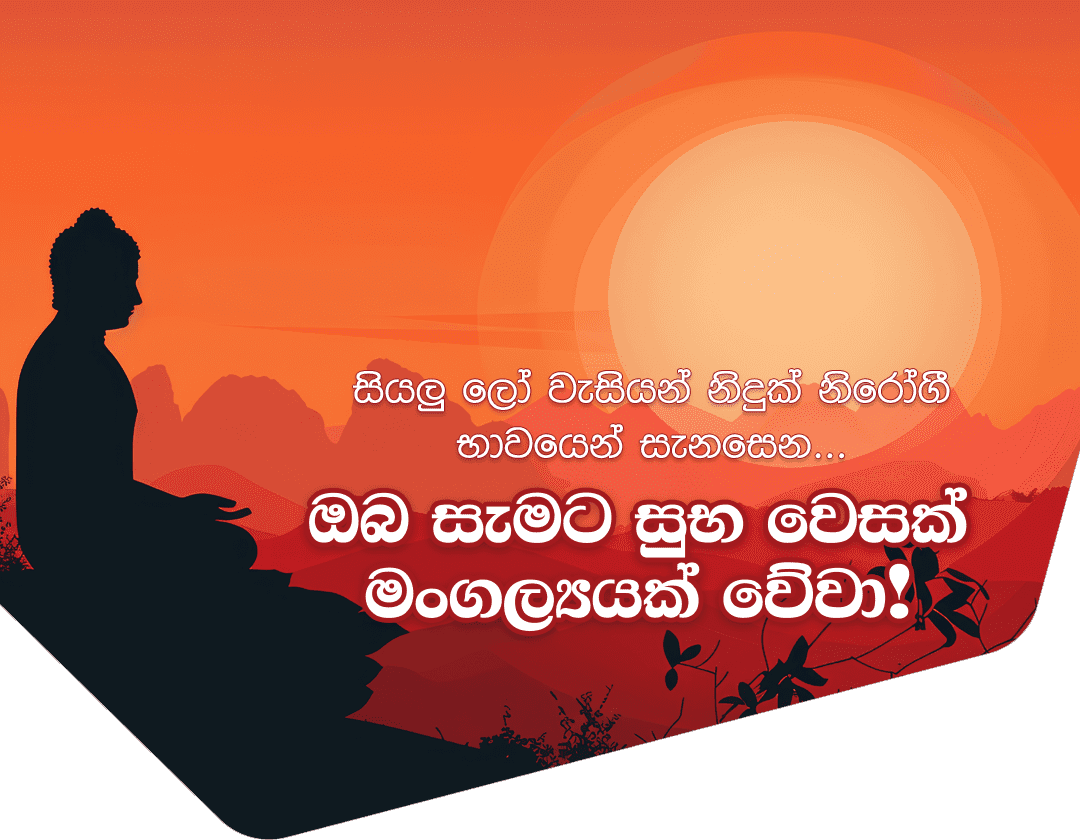 සියලු ලෝ වැසියන් නිදුක් නිරෝගී
භාවයෙන් සැනසෙන...
ඔබ සැමට සුභ වෙසක්
මංගල්‍යයක් වේවා!